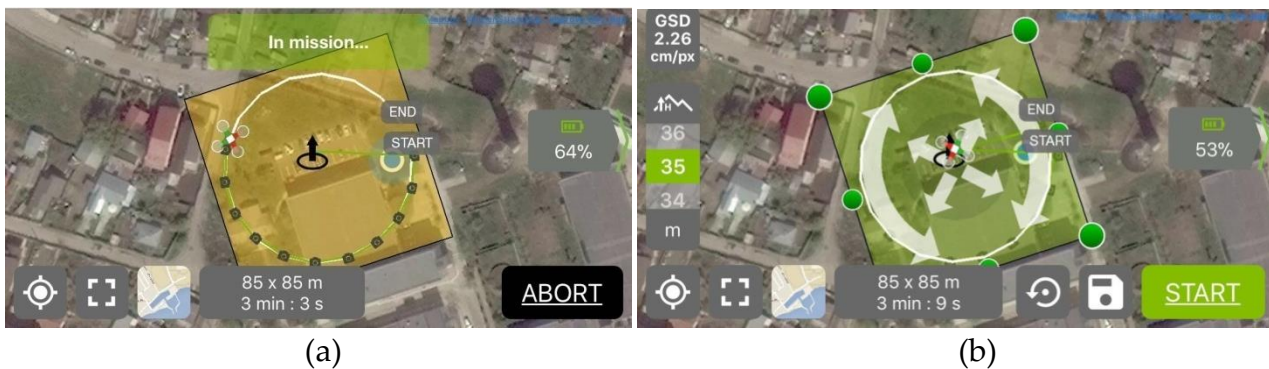 In mission...
END
START
64%
85 x 85 m
3 min : 3 s
ABORT
(a)
GSD
2.26
cm/px
H
36
35
34
m
END
START
53%
85 x 85 m
3 min : 9 s
START
(b)